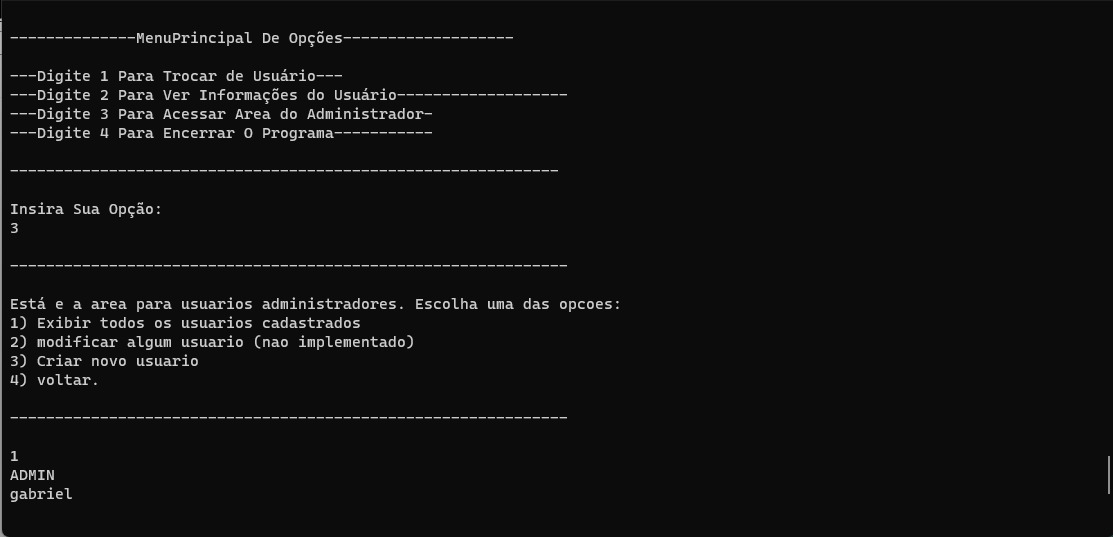 --------------MenuPrincipal De Opções-------------------
---Digite 1 Para Trocar de Usuário---
---Digite 2 Para Ver Informações do Usuário-------------------
---Digite 3 Para Acessar Area do Administrador-
---Digite 4 Para Encerrar O Programa-----------
-------------------------------------------------------------
Insira Sua Opção:
3
--------------------------------------------------------------
Está e a area para usuarios administradores. Escolha uma das opcoes:
1) Exibir todos os usuarios cadastrados
2) modificar algum usuario (nao implementado)
3) Criar novo usuario
4) voltar.
--------------------------------------------------------------
1
ADMIN
gabriel